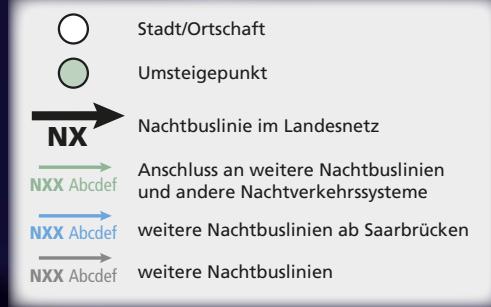 Stadt/Ortschaft
Umsteigepunkt
NX Nachtbuslinie im Landesnetz
NXX Abcdef Anschluss an weitere Nachtbuslinien
und andere Nachtverkehrssysteme
NXX Abcdef weitere Nachtbuslinien ab Saarbrücken
NXX Abcdef weitere Nachtbuslinien